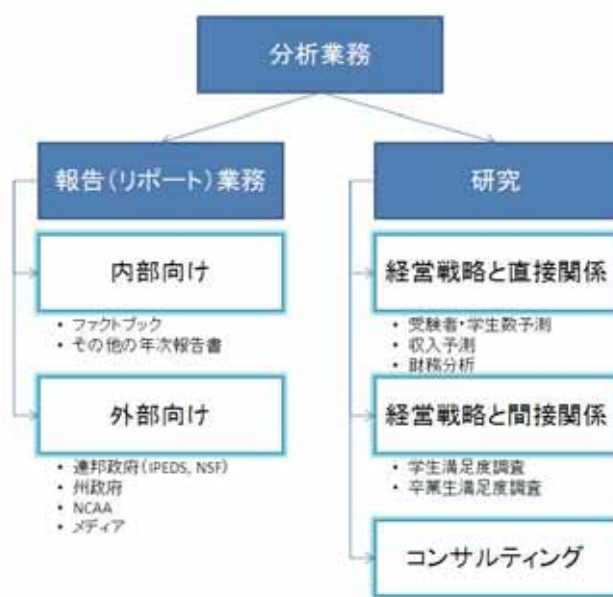 分析業務
報告(リポート)業務
内部向け
• ファクトブック
• その他の年次報告書
外部向け
•連邦政府(IPEDS, NSF)
• 州政府
• NCAA
• メディア
研究
経営戦略と直接関係
• 受験者・学生数予測
• 収入予測
• 財務分析
経営戦略と間接関係
• 学生満足度調査
• 卒業生満足度調査
コンサルティング